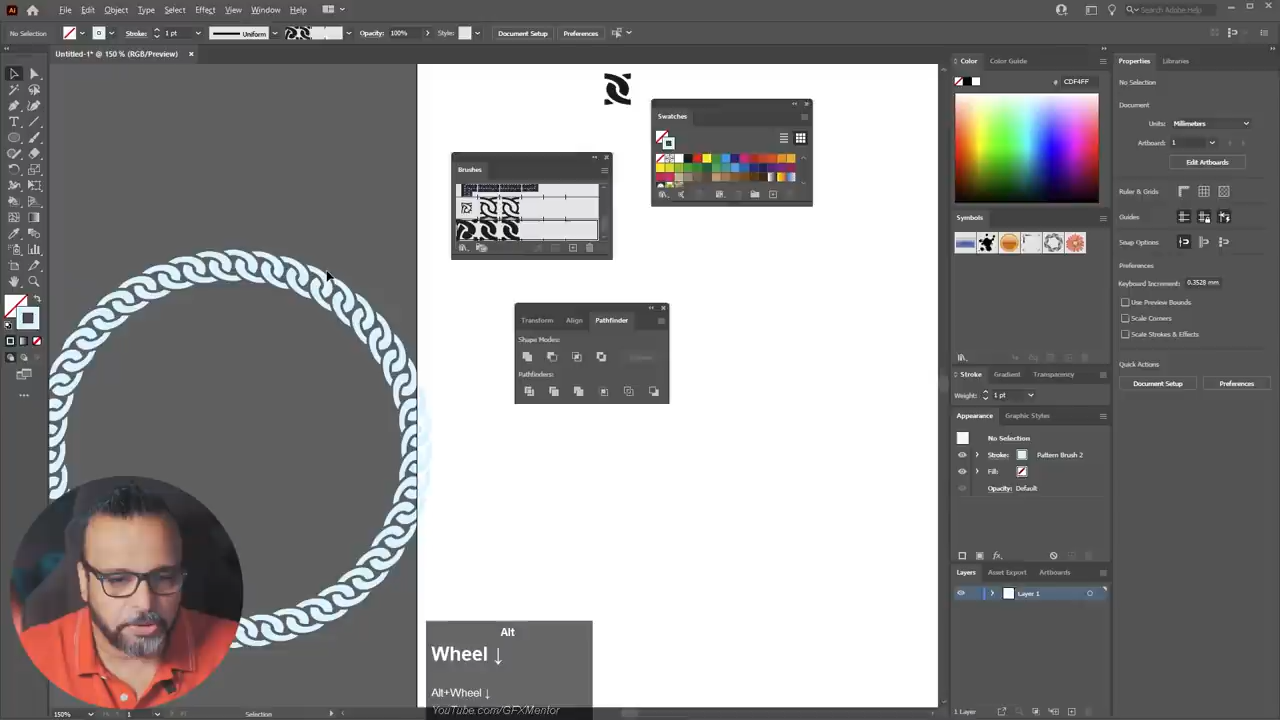 Ai File Edit Object Type Select Effect View Window Help Search Adobe Help
No Selection Stroke: 1 pt Uniform Opacity: 100% Style: Document Setup Preferences
Untitled-1* @ 150 % (RGB/Preview) ×
Color Color Guide
# CDF4FF
Properties Libraries
No Selection
Document
Units: Millimeters
Artboard: 1
Edit Artboards
Ruler & Grids
Guides
Snap Options
Preferences
Keyboard Increment: 0.3528 mm
Use Preview Bounds
Scale Corners
Scale Strokes & Effects
Quick Actions
Document Setup Preferences
Swatches
Brushes
Symbols
Transform Align Pathfinder
Shape Modes:
Pathfinders:
Stroke Gradient Transparency
Weight: 1 pt
Appearance Graphic Styles
No Selection
Stroke: Pattern Brush 2
Fill:
Opacity: Default
Layers Asset Export Artboards
Layer 1
1 Layer
Alt
Wheel ↓
Alt+Wheel ↓
YouTube.com/GFXMentor
150% 1 Selection